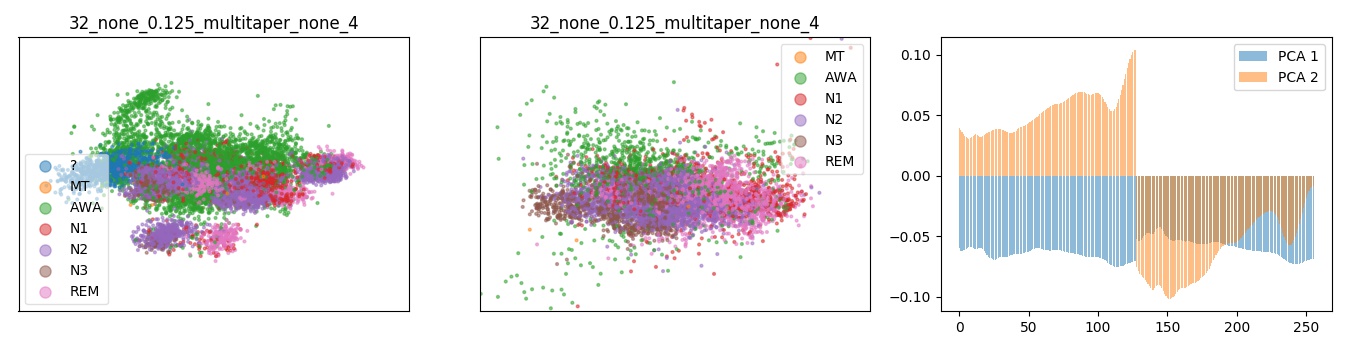 32_none_0.125_multitaper_none_4
?
MT
AWA
N1
N2
N3
REM
32_none_0.125_multitaper_none_4
MT
AWA
N1
N2
N3
REM
PCA 1
PCA 2
0.10
0.05
0.00
−0.05
−0.10
0 50 100 150 200 250